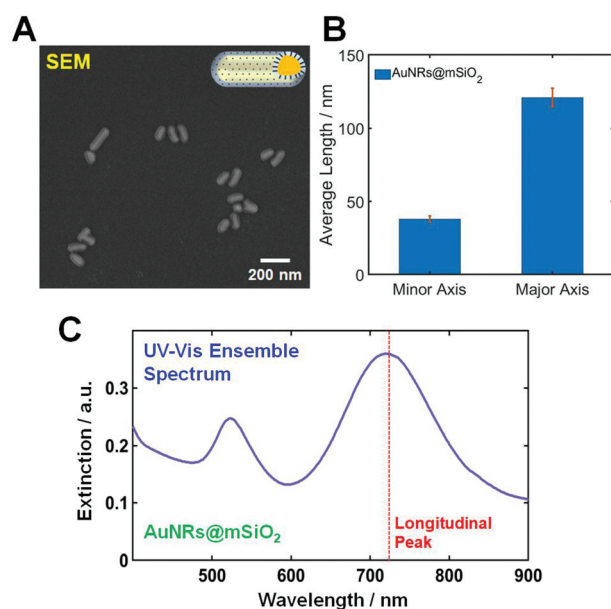 A
SEM
200 nm
B
150
100
50
0
Average Length / nm
AuNRs@mSiO₂
Minor Axis
Major Axis
C
UV-Vis Ensemble
Spectrum
0.3
0.2
0.1
0
Extinction / a.u.
AuNRs@mSiO₂
Longitudinal
Peak
500
600
700
800
900
Wavelength / nm